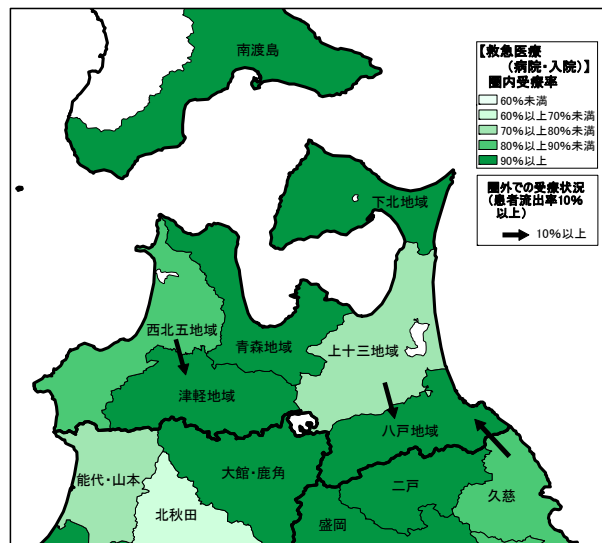 南渡島
【救急医療
（病院・入院）】
圏内受療率
60％未満
60％以上70％未満
70％以上80％未満
80％以上90％未満
90％以上
圏外での受療状況
（患者流出率10％
以上）
10％以上
下北地域
西北五地域
青森地域
上十三地域
津軽地域
八戸地域
能代・山本
大館・鹿角
二戸
久慈
北秋田
盛岡